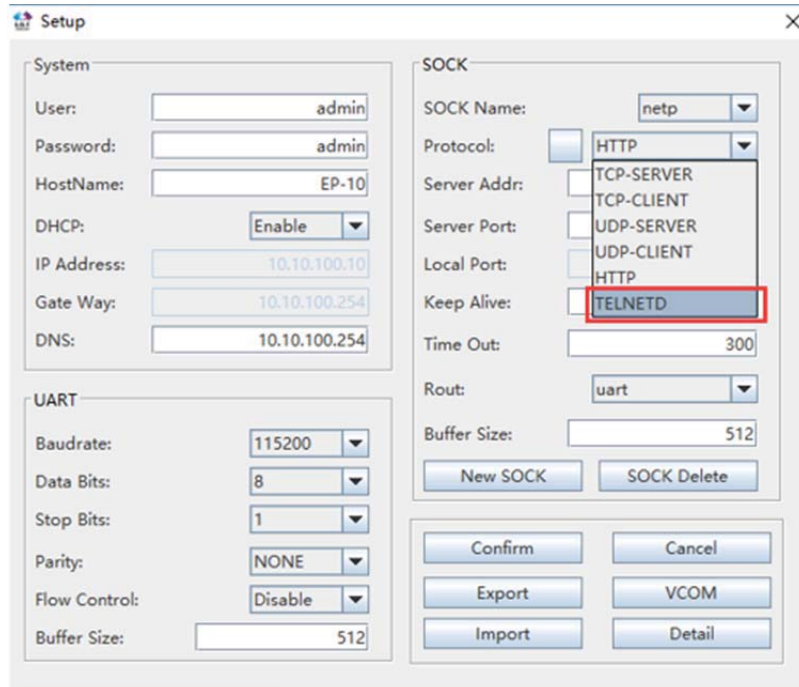 Setup
System
User: admin
Password: admin
HostName: EP-10
DHCP: Enable
IP Address: 10.10.100.10
Gate Way: 10.10.100.254
DNS: 10.10.100.254
UART
Baudrate: 115200
Data Bits: 8
Stop Bits: 1
Parity: NONE
Flow Control: Disable
Buffer Size: 512
SOCK
SOCK Name: netp
Protocol: HTTP
TCP-SERVER
TCP-CLIENT
UDP-SERVER
UDP-CLIENT
HTTP
TELNETD
Server Addr:
Server Port:
Local Port:
Keep Alive:
Time Out: 300
Rout: uart
Buffer Size: 512
New SOCK SOCK Delete
Confirm Cancel
Export VCOM
Import Detail